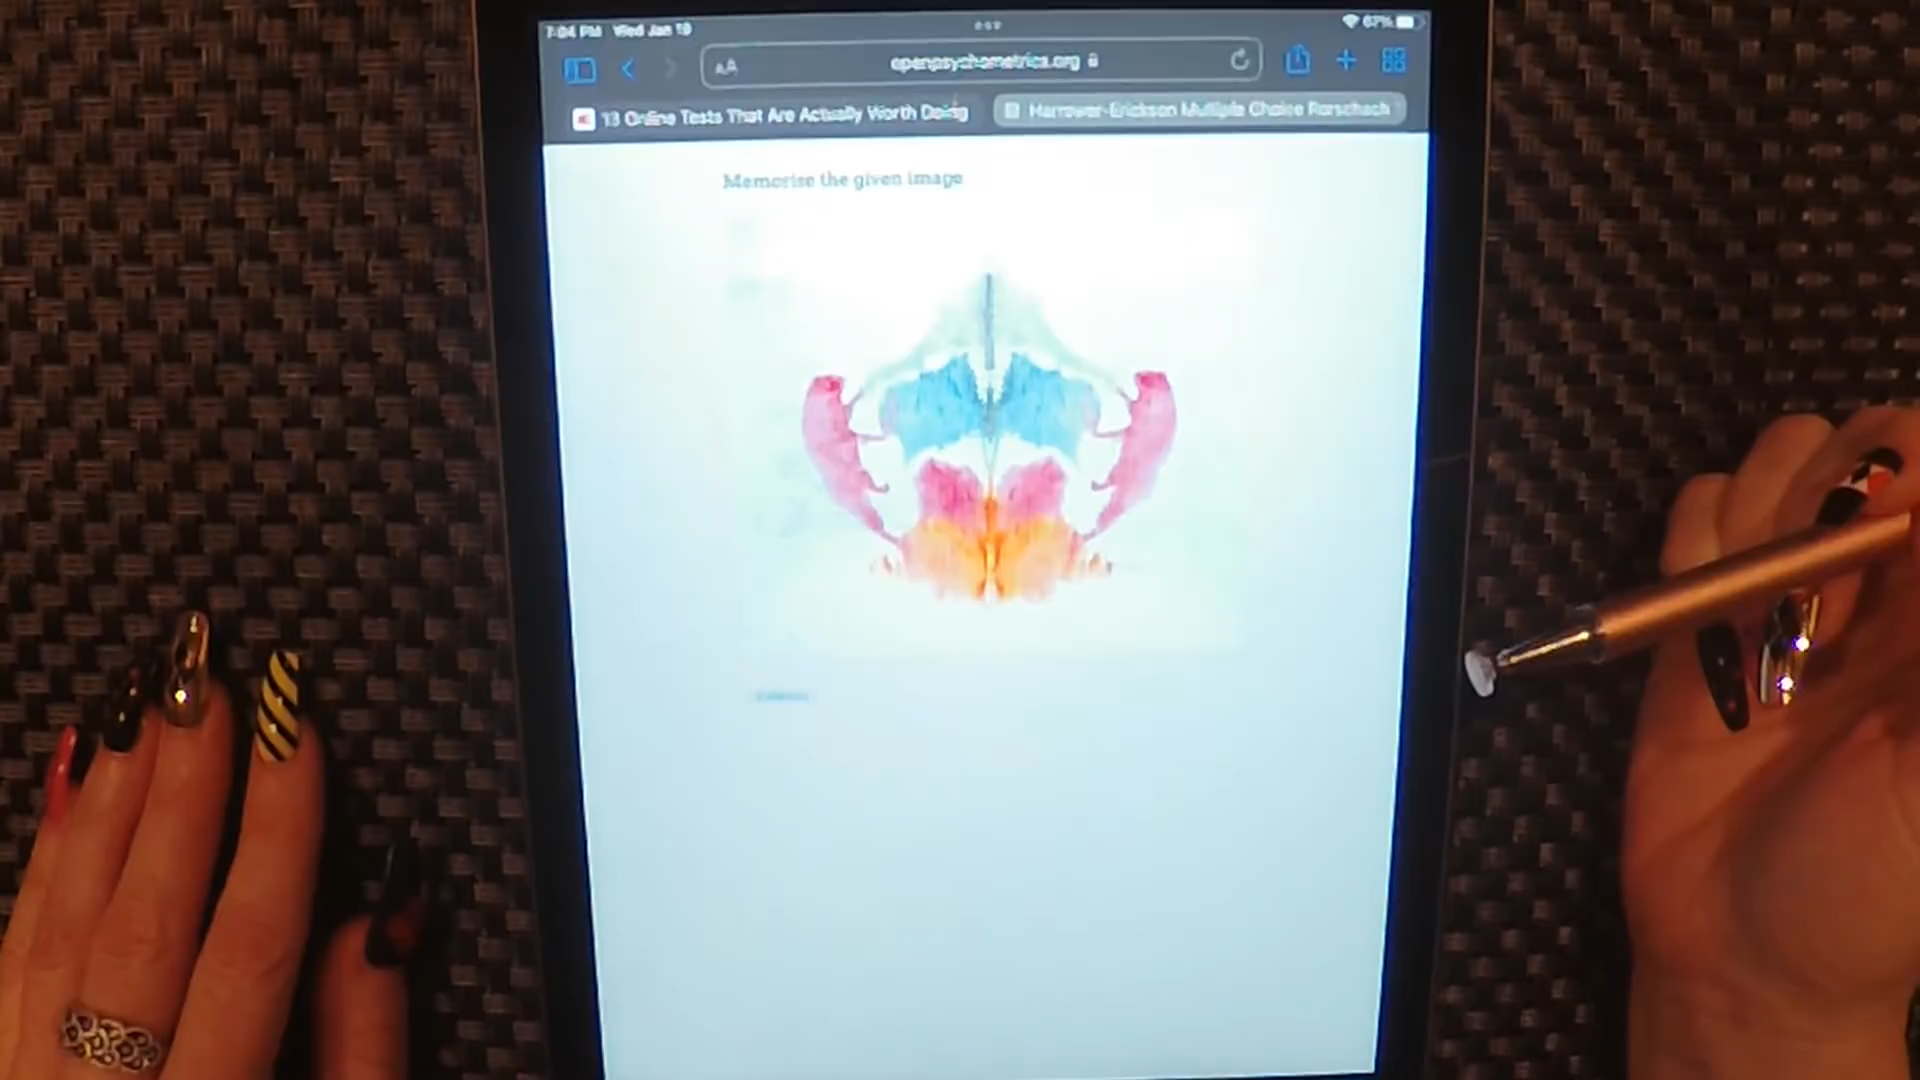 7:04 PM Wed Jan 19
67%
AA
openpsychometrics.org
13 Online Tests That Are Actually Worth Doing
Harrower-Erickson Multiple Choice Rorschach
Memorise the given image